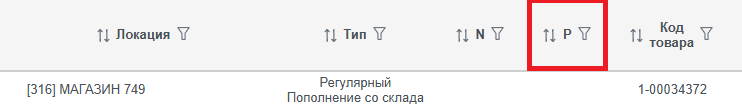 Локация Тип N P Код товара
[316] МАГАЗИН 749 Регулярный Пополнение со склада 1-00034372